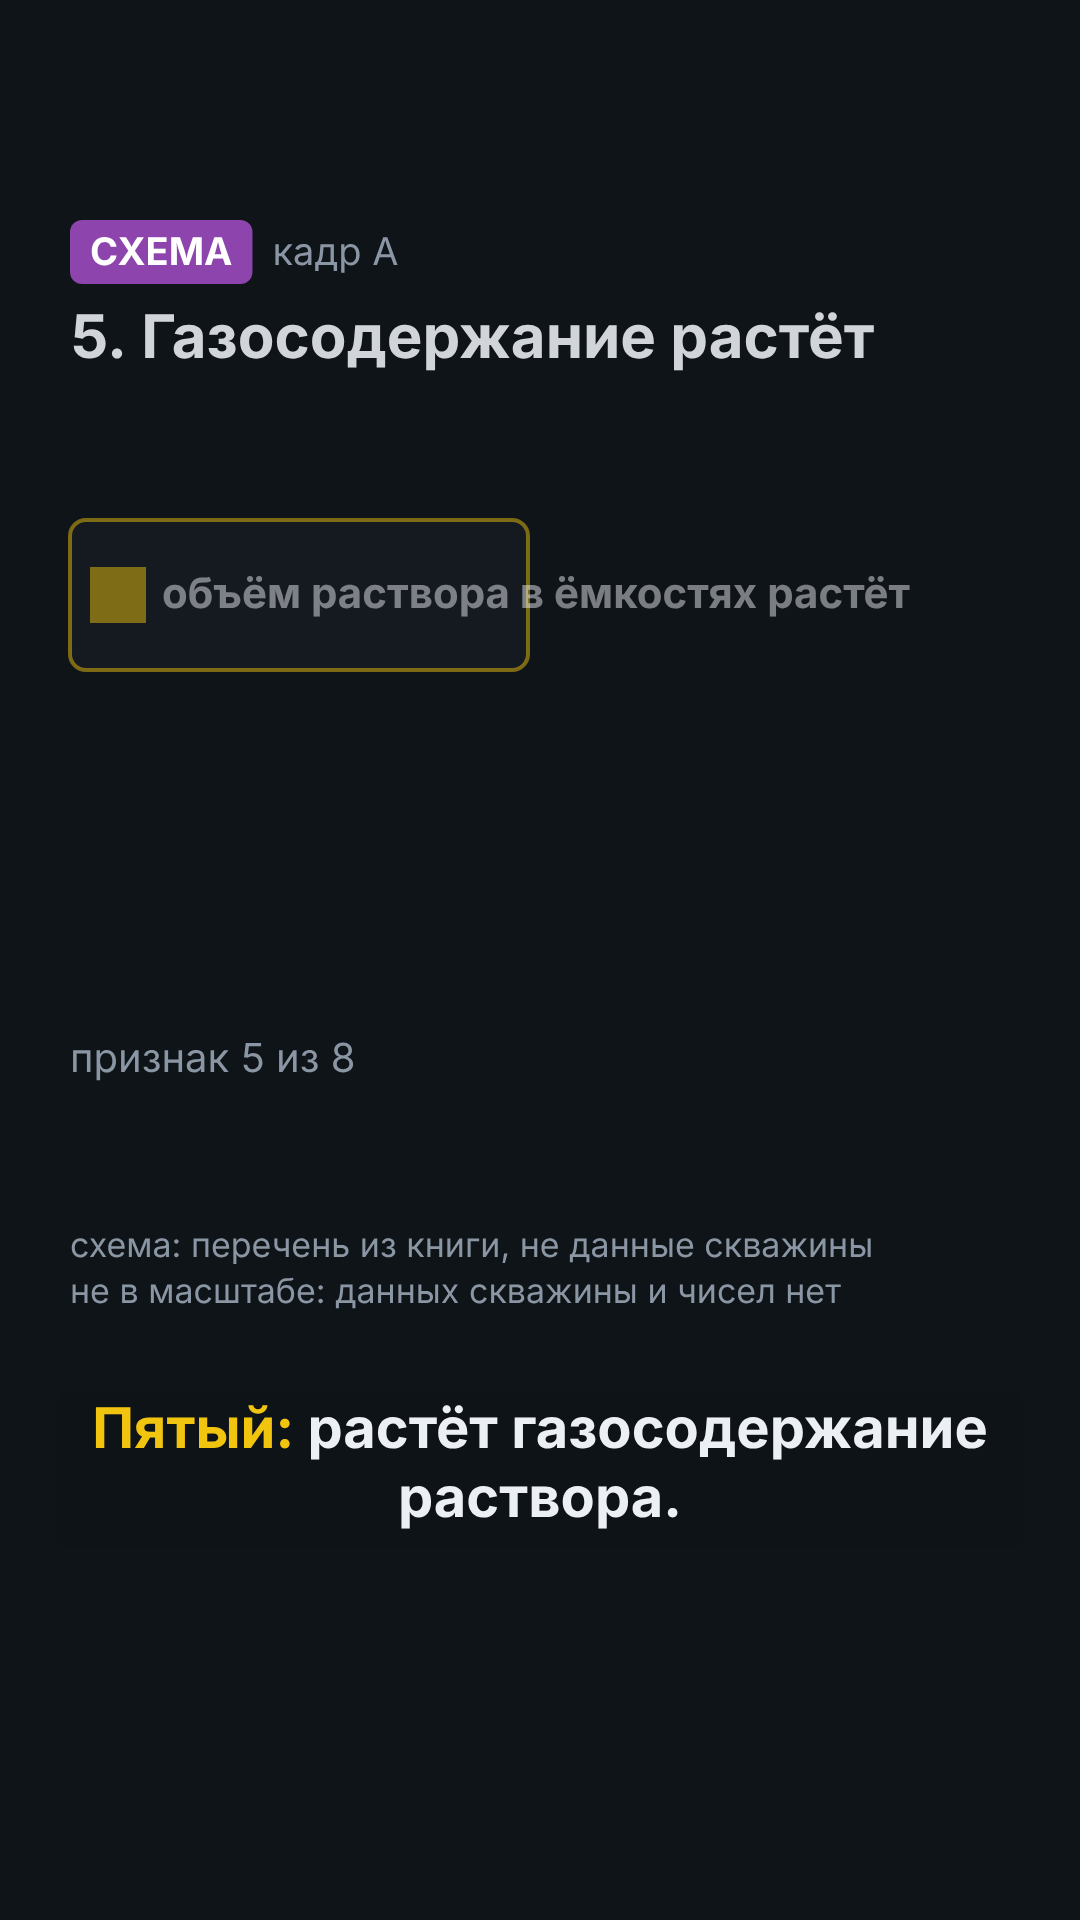 СХЕМА кадр А
5. Газосодержание растёт
объём раствора в ёмкостях растёт
признак 5 из 8
схема: перечень из книги, не данные скважины
не в масштабе: данных скважины и чисел нет
Пятый: растёт газосодержание
раствора.